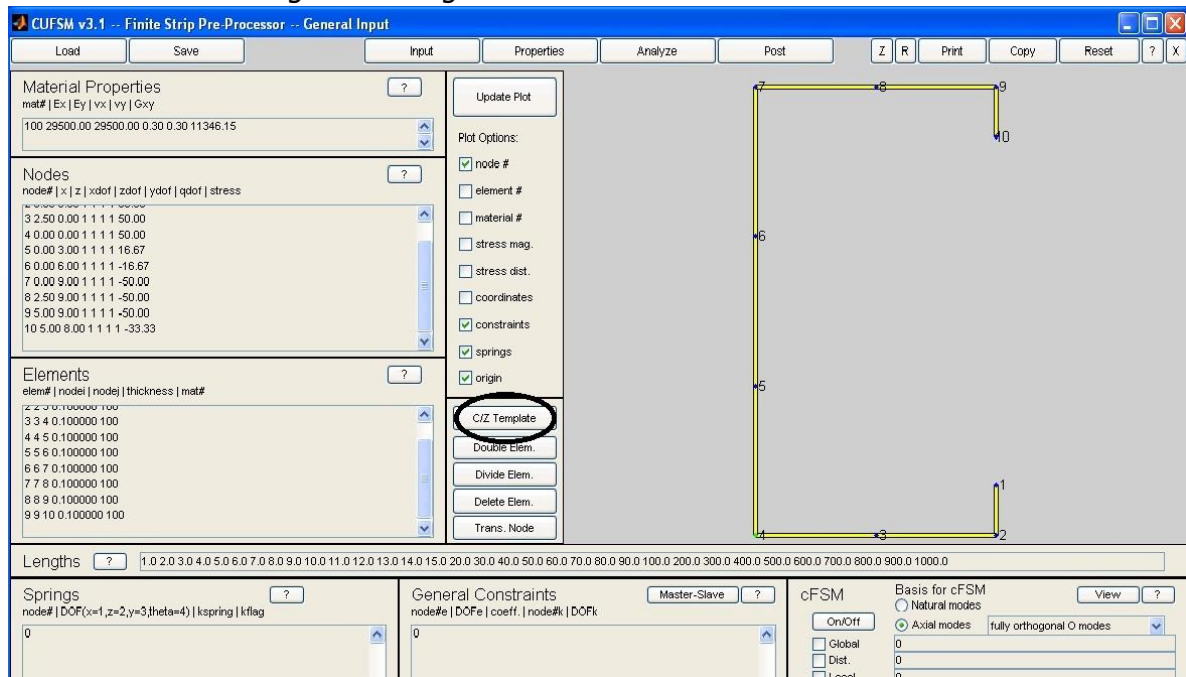 CUFSM v3.1 -- Finite Strip Pre-Processor -- General Input
Load Save Input Properties Analyze Post Z R Print Copy Reset ? X
Material Properties ?
mat# | Ex | Ey | vx | vy | Gxy
100 29500.00 29500.00 0.30 0.30 11346.15
Nodes ?
node# | x | z | xdof | zdof | ydof | qdof | stress
3 2.50 0.00 1 1 1 1 50.00
4 0.00 0.00 1 1 1 1 50.00
5 0.00 3.00 1 1 1 1 16.67
6 0.00 6.00 1 1 1 1 -16.67
7 0.00 9.00 1 1 1 1 -50.00
8 2.50 9.00 1 1 1 1 -50.00
9 5.00 9.00 1 1 1 1 -50.00
10 5.00 8.00 1 1 1 1 -33.33
Elements ?
elem# | nodei | nodej | thickness | mat#
3 3 4 0.100000 100
4 4 5 0.100000 100
5 5 6 0.100000 100
6 6 7 0.100000 100
7 7 8 0.100000 100
8 8 9 0.100000 100
9 9 10 0.100000 100
Update Plot
Plot Options:
node #
element #
material #
stress mag.
stress dist.
coordinates
constraints
springs
origin
C/Z Template
Double Elem.
Divide Elem.
Delete Elem.
Trans. Node
7 8 9
10
6
5
1
4 3 2
Lengths ? 1.0 2.0 3.0 4.0 5.0 6.0 7.0 8.0 9.0 10.0 11.0 12.0 13.0 14.0 15.0 20.0 30.0 40.0 50.0 60.0 70.0 80.0 90.0 100.0 200.0 300.0 400.0 500.0 600.0 700.0 800.0 900.0 1000.0
Springs ?
node# | DOF(x=1,z=2,y=3,theta=4) | kspring | kflag
0
General Constraints Master-Slave ?
node#e | DOFe | coeff. | node#k | DOFk
0
cFSM Basis for cFSM View ?
Natural modes
On/Off Axial modes fully orthogonal O modes
Global 0
Dist. 0